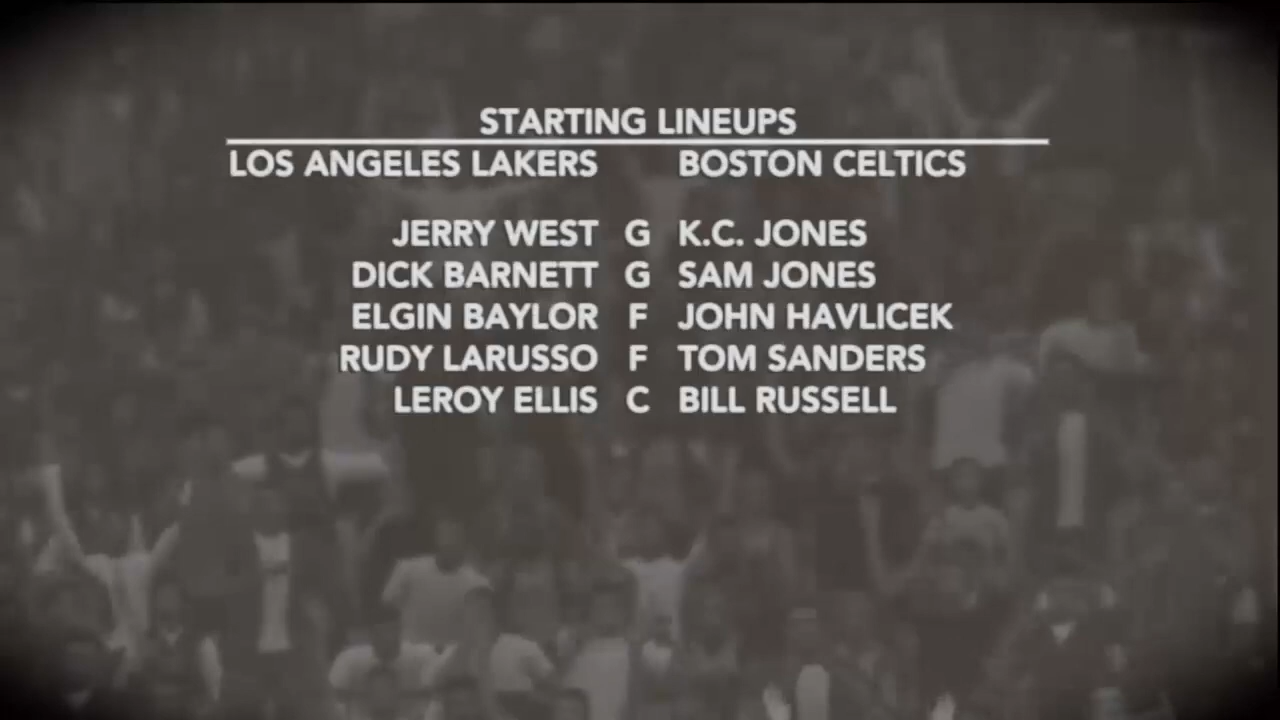 STARTING LINEUPS
LOS ANGELES LAKERS BOSTON CELTICS
JERRY WEST G K.C. JONES
DICK BARNETT G SAM JONES
ELGIN BAYLOR F JOHN HAVLICEK
RUDY LARUSSO F TOM SANDERS
LEROY ELLIS C BILL RUSSELL